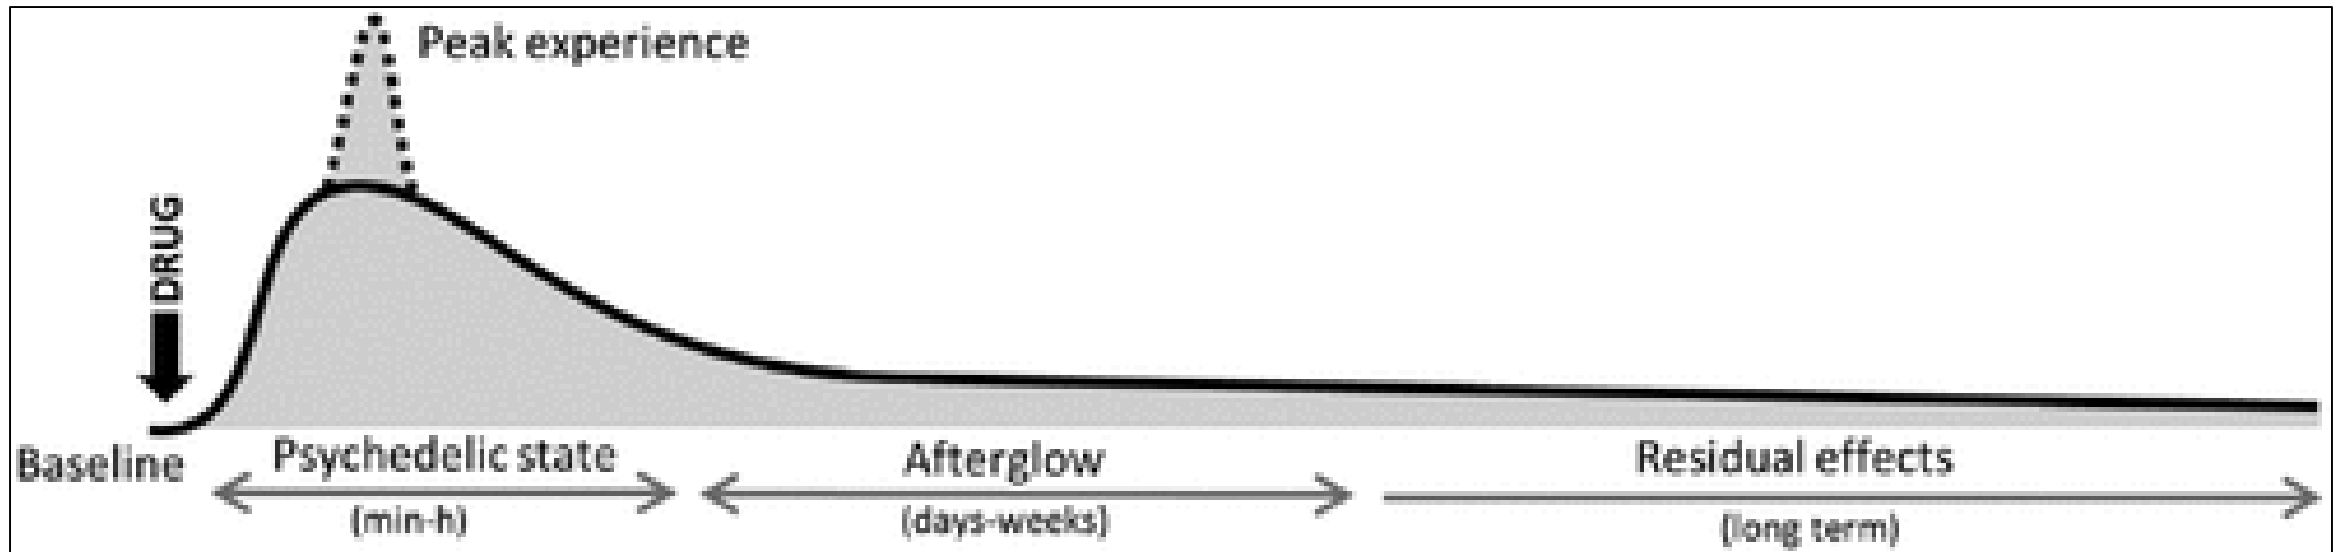 Peak experience
DRUG
Baseline
Psychedelic state
(min-h)
Afterglow
(days-weeks)
Residual effects
(long term)